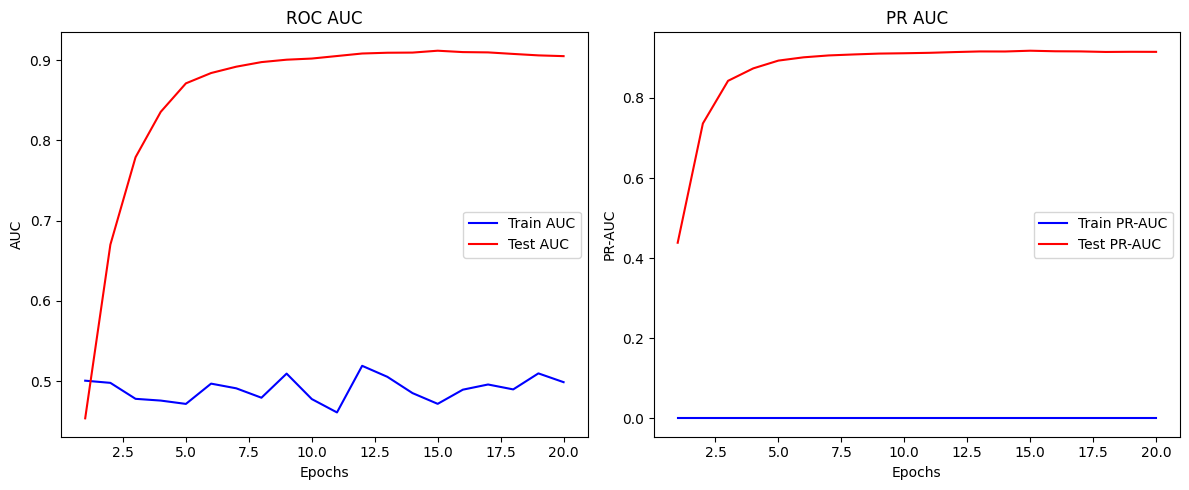 ROC AUC
AUC
0.9
0.8
0.7
0.6
0.5
Train AUC
Test AUC
2.5 5.0 7.5 10.0 12.5 15.0 17.5 20.0
Epochs
PR AUC
PR-AUC
0.8
0.6
0.4
0.2
0.0
Train PR-AUC
Test PR-AUC
2.5 5.0 7.5 10.0 12.5 15.0 17.5 20.0
Epochs